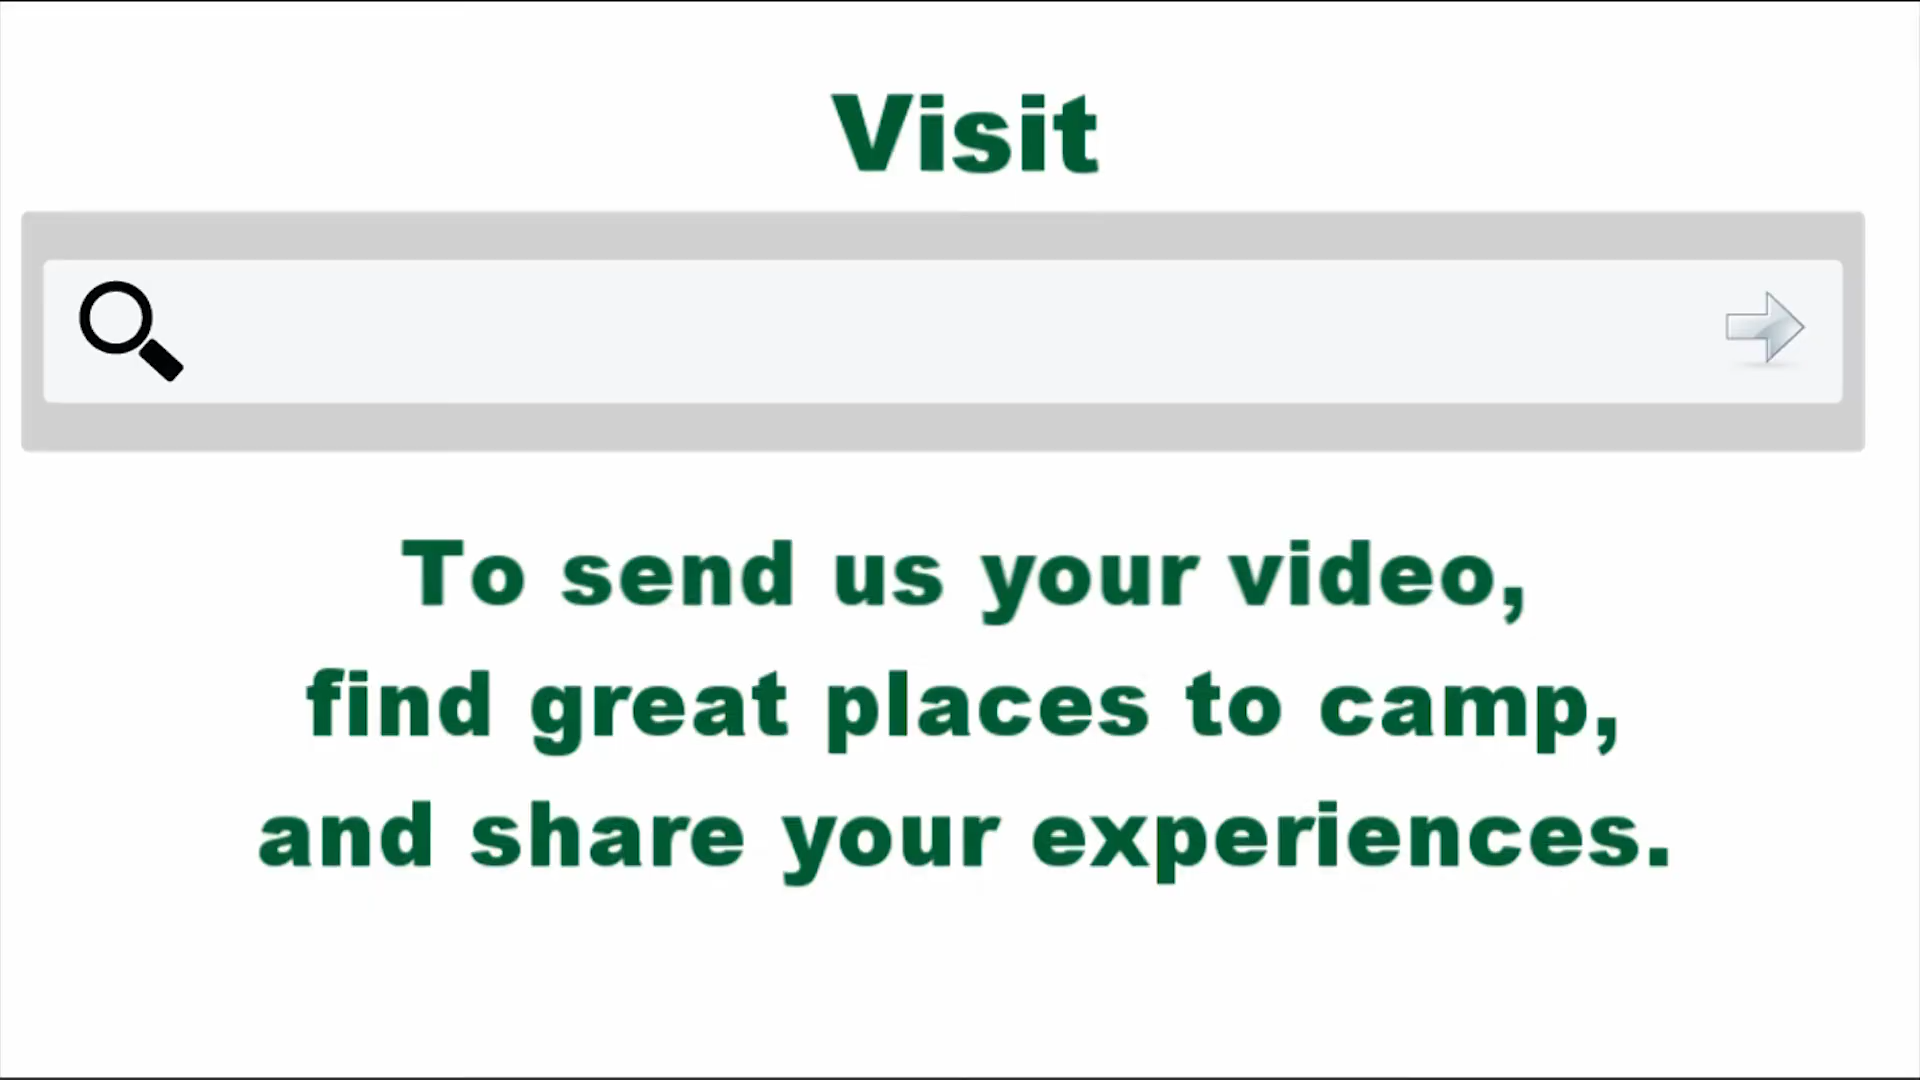 Visit
To send us your video,
find great places to camp,
and share your experiences.